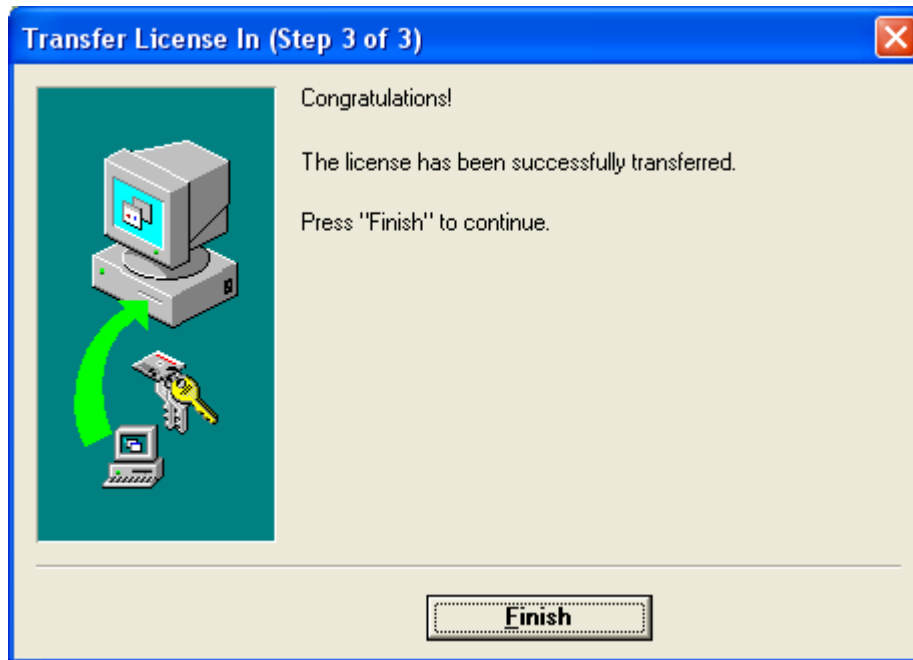 Transfer License In (Step 3 of 3)
Congratulations!
The license has been successfully transferred.
Press "Finish" to continue.
Finish